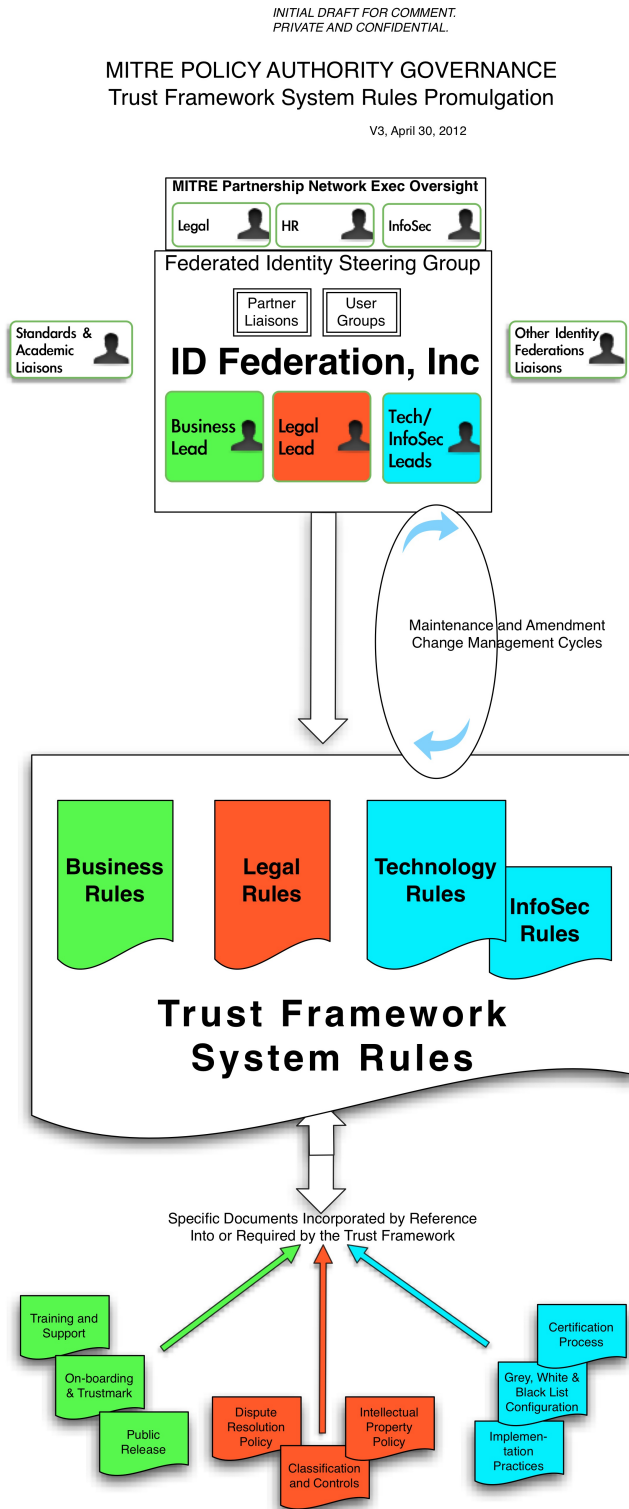 INITIAL DRAFT FOR COMMENT.
PRIVATE AND CONFIDENTIAL.
MITRE POLICY AUTHORITY GOVERNANCE
Trust Framework System Rules Promulgation
V3, April 30, 2012
MITRE Partnership Network Exec Oversight
Legal
HR
InfoSec
Federated Identity Steering Group
Partner
Liaisons
User
Groups
Standards &
Academic
Liaisons
ID Federation, Inc
Other Identity
Federations
Liaisons
Business
Lead
Legal
Lead
Tech/
InfoSec
Leads
Maintenance and Amendment
Change Management Cycles
Business
Rules
Legal
Rules
Technology
Rules
InfoSec
Rules
Trust Framework
System Rules
Specific Documents Incorporated by Reference
Into or Required by the Trust Framework
Training and
Support
On-boarding
& Trustmark
Public
Release
Dispute
Resolution
Policy
Classification
and Controls
Intellectual
Property
Policy
Certification
Process
Grey, White &
Black List
Configuration
Implemen-
tation
Practices